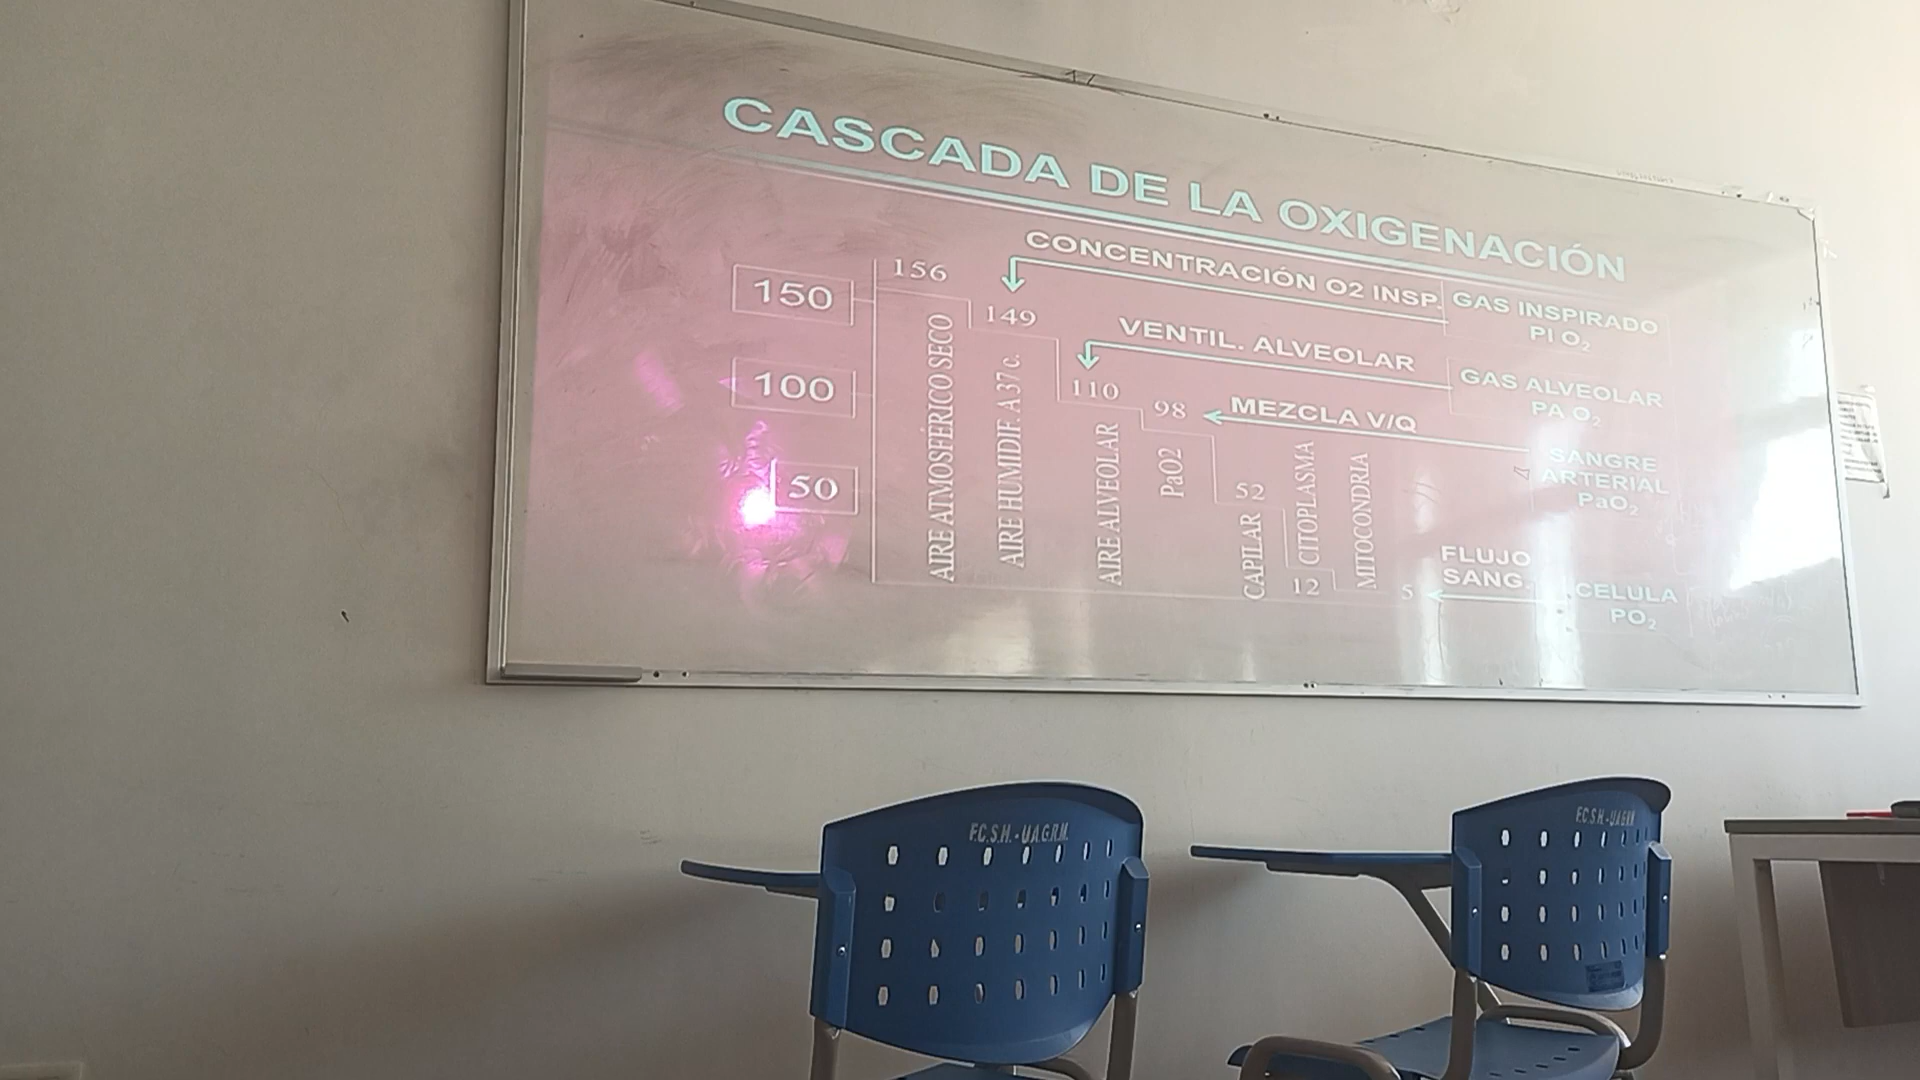 CASCADA DE LA OXIGENACIÓN
CONCENTRACIÓN O2 INSP.
GAS INSPIRADO
PI O₂
156
150
149
VENTIL. ALVEOLAR
GAS ALVEOLAR
PA O₂
100
110
98
MEZCLA V/Q
SANGRE
ARTERIAL
PaO₂
50
52
AIRE ATMOSFÉRICO SECO
AIRE HUMIDIF. A 37 c.
AIRE ALVEOLAR
PaO2
CAPILAR
CITOPLASMA
MITOCONDRIA
12
5
FLUJO
SANG.
CELULA
PO₂
F.C.S.H. - U.A.G.R.M.
F.C.S.H. - U.A.G.R.M.